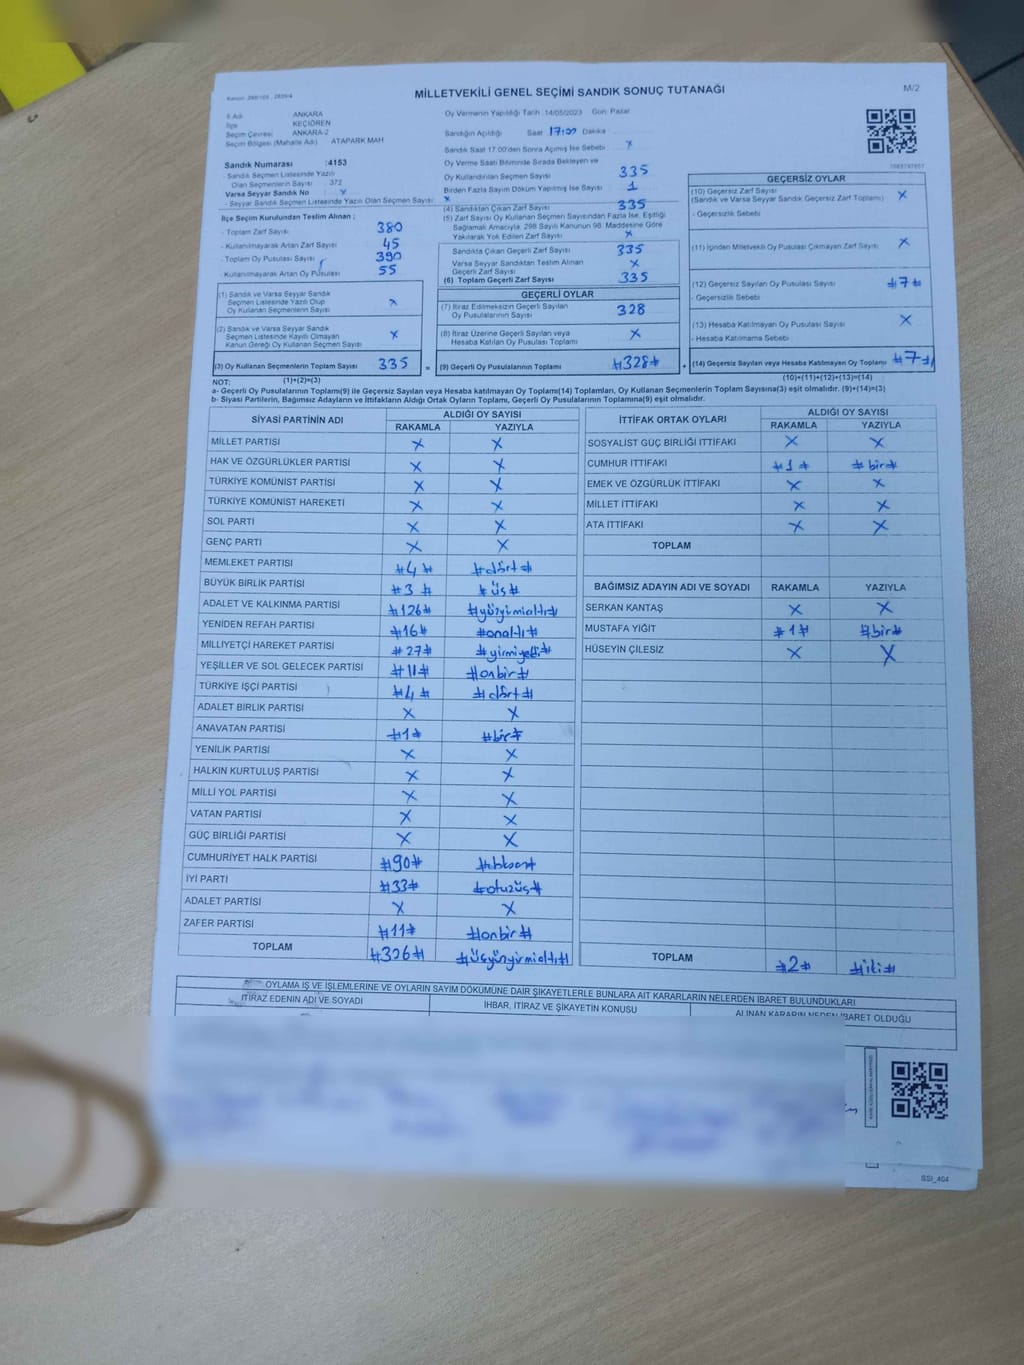 Kanun: 298/105 , 2839/4
MİLLETVEKİLİ GENEL SEÇİMİ SANDIK SONUÇ TUTANAĞI
M/2
İl Adı ANKARA
İlçe KEÇİÖREN
Seçim Çevresi ANKARA-2
Seçim Bölgesi (Mahalle Adı) ATAPARK MAH
Sandık Numarası :4153
- Sandık Seçmen Listesinde Yazılı
Olan Seçmenlerin Sayısı : 372
Varsa Seyyar Sandık No X
- Seyyar Sandık Seçmen Listesinde Yazılı Olan Seçmen Sayısı X
İlçe Seçim Kurulundan Teslim Alınan ;
- Toplam Zarf Sayısı 380
- Kullanılmayarak Artan Zarf Sayısı 45
- Toplam Oy Pusulası 390
- Kullanılmayarak Artan Oy Pusulası 55
(1) Sandık ve Varsa Seyyar Sandık
Seçmen Listesinde Yazılı Olup
Oy Kullanan Seçmenlerin Sayısı X
(2) Sandık ve Varsa Seyyar Sandık
Seçmen Listesinde Kayıtlı Olmayan
Kanun Gereği Oy Kullanan Seçmen Sayısı X
(3) Oy Kullanan Seçmenlerin Toplam Sayısı 335 =
Oy Vermenin Yapıldığı Tarih :14/05/2023 Gün: Pazar
Sandığın Açıldığı Saat 17:00 Dakika
Sandık Saat 17.00'den Sonra Açılmış İse Sebebi X
Oy Verme Saati Bitiminde Sırada Bekleyen ve
Oy Kullandırılan Seçmen Sayısı 335
Birden Fazla Sayım Döküm Yapılmış İse Sayısı 1
(4) Sandıktan Çıkan Zarf Sayısı 335
(5) Zarf Sayısı Oy Kullanan Seçmen Sayısından Fazla İse, Eşitliği
Sağlamak Amacıyla, 298 Sayılı Kanunun 98. Maddesine Göre
Yakılarak Yok Edilen Zarf Sayısı X
Sandıkta Çıkan Geçerli Zarf Sayısı 335
Varsa Seyyar Sandıktan Teslim Alınan
Geçerli Zarf Sayısı X
(6) Toplam Geçerli Zarf Sayısı 335
GEÇERLİ OYLAR
(7) İtiraz Edilmeksizin Geçerli Sayılan
Oy Pusulalarının Sayısı 328
(8) İtiraz Üzerine Geçerli Sayılan veya
Hesaba Katılan Oy Pusulası Toplamı X
(9) Geçerli Oy Pusulalarının Toplamı #328# +
GEÇERSİZ OYLAR
(10) Geçersiz Zarf Sayısı
(Sandık ve Varsa Seyyar Sandık Geçersiz Zarf Toplamı) X
- Geçersizlik Sebebi
(11) İçinden Milletvekili Oy Pusulası Çıkmayan Zarf Sayısı X
(12) Geçersiz Sayılan Oy Pusulası Sayısı #7#
- Geçersizlik Sebebi
(13) Hesaba Katılmayan Oy Pusulası Sayısı X
- Hesaba Katılmama Sebebi
(14) Geçersiz Sayılan veya Hesaba Katılmayan Oy Toplamı #7#
NOT: (1)+(2)=(3) (10)+(11)+(12)+(13)=(14)
a- Geçerli Oy Pusulalarının Toplamı(9) ile Geçersiz Sayılan veya Hesaba katılmayan Oy Toplamı(14) Toplamları, Oy Kullanan Seçmenlerin Toplam Sayısına(3) eşit olmalıdır. (9)+(14)=(3)
b- Siyasi Partilerin, Bağımsız Adayların ve İttifakların Aldığı Ortak Oyların Toplamı, Geçerli Oy Pusulalarının Toplamına(9) eşit olmalıdır.
SİYASİ PARTİNİN ADI ALDIĞI OY SAYISI
RAKAMLA YAZIYLA
MİLLET PARTİSİ X X
HAK VE ÖZGÜRLÜKLER PARTİSİ X X
TÜRKİYE KOMÜNİST PARTİSİ X X
TÜRKİYE KOMÜNİST HAREKETİ X X
SOL PARTİ X X
GENÇ PARTİ X X
MEMLEKET PARTİSİ #4# #dört#
BÜYÜK BİRLİK PARTİSİ #3# #üç#
ADALET VE KALKINMA PARTİSİ #126# #yüzyirmialtı#
YENİDEN REFAH PARTİSİ #16# #onaltı#
MİLLİYETÇİ HAREKET PARTİSİ #27# #yirmiyedi#
YEŞİLLER VE SOL GELECEK PARTİSİ #11# #onbir#
TÜRKİYE İŞÇİ PARTİSİ #4# #dört#
ADALET BİRLİK PARTİSİ X X
ANAVATAN PARTİSİ #1# #bir#
YENİLİK PARTİSİ X X
HALKIN KURTULUŞ PARTİSİ X X
MİLLİ YOL PARTİSİ X X
VATAN PARTİSİ X X
GÜÇ BİRLİĞİ PARTİSİ X X
CUMHURİYET HALK PARTİSİ #90# #doksan#
İYİ PARTİ #33# #otuzüç#
ADALET PARTİSİ X X
ZAFER PARTİSİ #11# #onbir#
TOPLAM #326# #üçyüzyirmialtı#
İTTİFAK ORTAK OYLARI ALDIĞI OY SAYISI
RAKAMLA YAZIYLA
SOSYALİST GÜÇ BİRLİĞİ İTTİFAKI X X
CUMHUR İTTİFAKI #1# #bir#
EMEK VE ÖZGÜRLÜK İTTİFAKI X X
MİLLET İTTİFAKI X X
ATA İTTİFAKI X X
TOPLAM
BAĞIMSIZ ADAYIN ADI VE SOYADI RAKAMLA YAZIYLA
SERKAN KANTAŞ X X
MUSTAFA YİĞİT #1# #bir#
HÜSEYİN ÇİLESİZ X X
TOPLAM #2# #iki#
OYLAMA İŞ VE İŞLEMLERİNE VE OYLARIN SAYIM DÖKÜMÜNE DAİR ŞİKAYETLERLE BUNLARA AİT KARARLARIN NELERDEN İBARET BULUNDUKLARI
İTİRAZ EDENİN ADI VE SOYADI İHBAR, İTİRAZ VE ŞİKAYETİN KONUSU ALINAN KARARIN NEDEN İBARET OLDUĞU
SSI_404